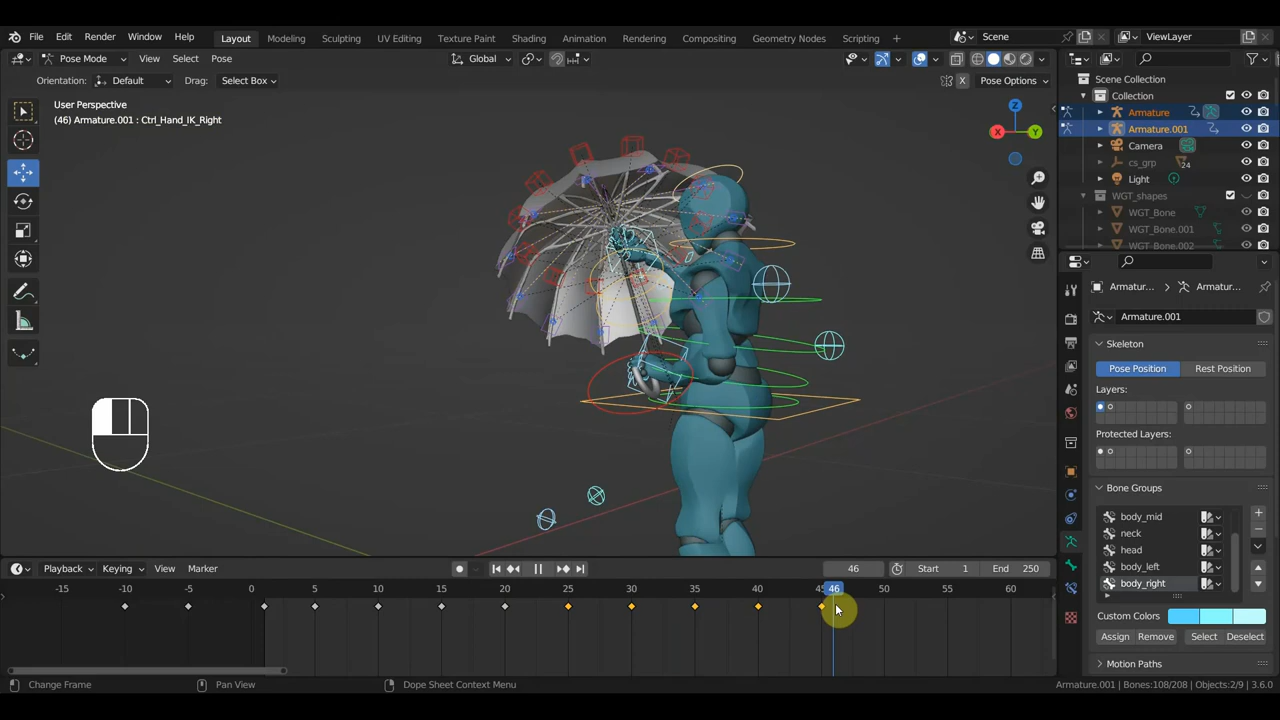 File Edit Render Window Help Layout Modeling Sculpting UV Editing Texture Paint Shading Animation Rendering Compositing Geometry Nodes Scripting + Scene ViewLayer
Pose Mode View Select Pose Global
Orientation: Default Drag: Select Box X Pose Options
User Perspective
(46) Armature.001 : Ctrl_Hand_IK_Right
Z
X Y
Scene Collection
Collection
Armature
Armature.001
Camera
cs_grp 24
Light
WGT_shapes
WGT_Bone
WGT_Bone.001
WGT_Bone.002
Armatur... Armatur...
Armature.001
Skeleton
Pose Position Rest Position
Layers:
Protected Layers:
Bone Groups
body_mid
neck
head
body_left
body_right
Custom Colors
Assign Remove Select Deselect
Motion Paths
Playback Keying View Marker 46 Start 1 End 250
-15 -10 -5 0 5 10 15 20 25 30 35 40 45 46 50 55 60
Change Frame Pan View Dope Sheet Context Menu Armature.001 | Bones:108/208 | Objects:2/9 | 3.6.0